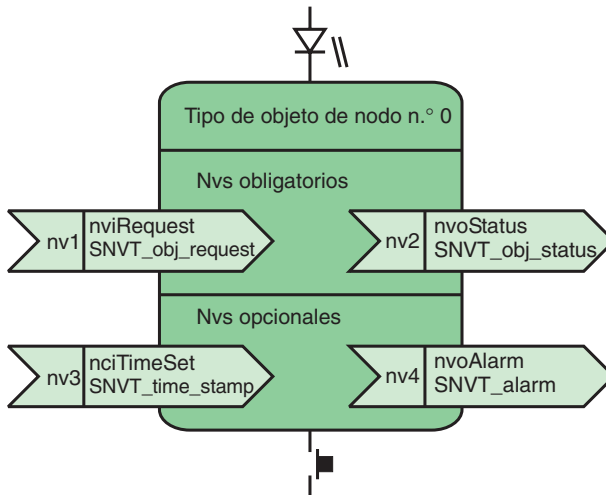 Tipo de objeto de nodo n.° 0
Nvs obligatorios
nv1
nviRequest
SNVT_obj_request
nv2
nvoStatus
SNVT_obj_status
Nvs opcionales
nv3
nciTimeSet
SNVT_time_stamp
nv4
nvoAlarm
SNVT_alarm